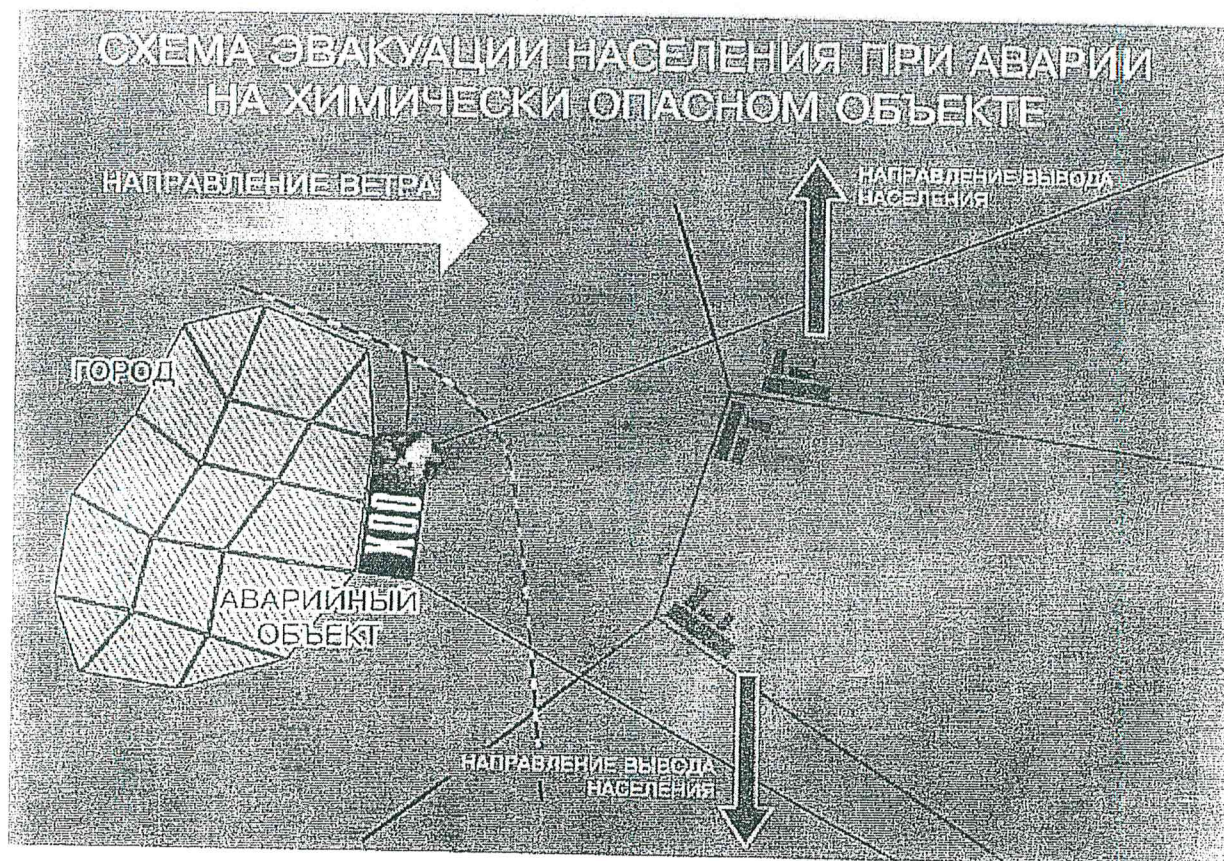 СХЕМА ЭВАКУАЦИИ НАСЕЛЕНИЯ ПРИ АВАРИИ
НА ХИМИЧЕСКИ ОПАСНОМ ОБЪЕКТЕ
НАПРАВЛЕНИЕ ВЕТРА
НАПРАВЛЕНИЕ ВЫВОДА
НАСЕЛЕНИЯ
ГОРОД
ХОО
АВАРИЙНЫЙ
ОБЪЕКТ
НАПРАВЛЕНИЕ ВЫВОДА
НАСЕЛЕНИЯ